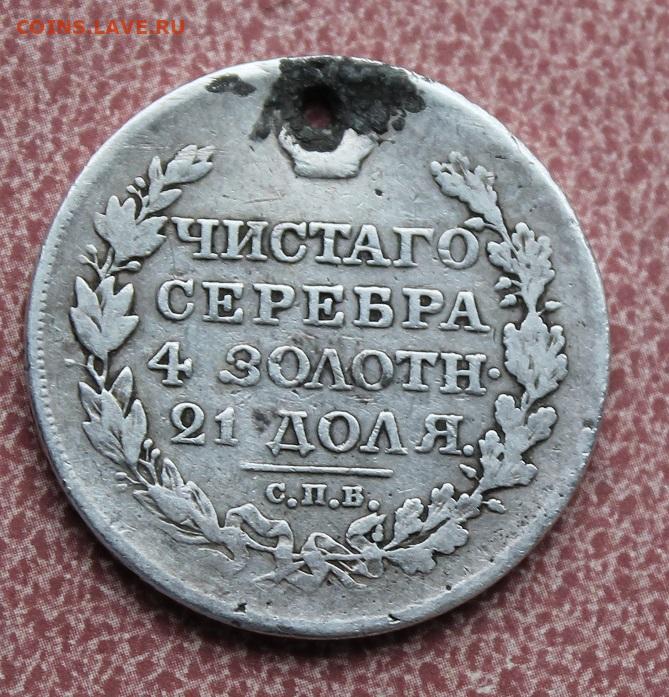 COINS.LAVE.RU
ЧИСТАГО
СЕРЕБРА
4 ЗОЛОТН·
21 ДОЛЯ.
С.П.Б.